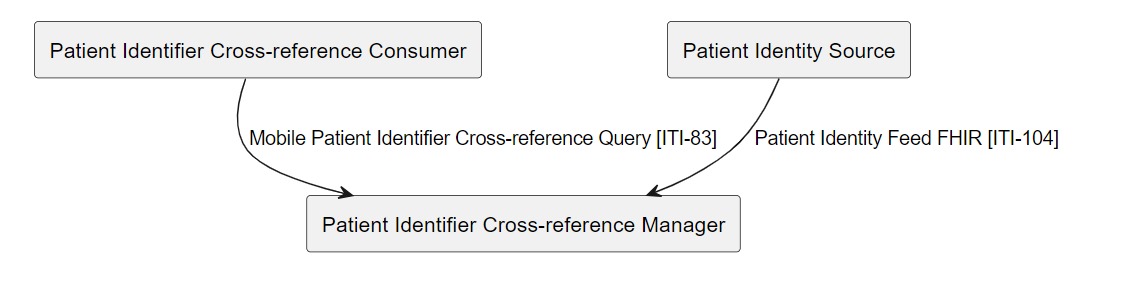 Patient Identifier Cross-reference Consumer
Patient Identity Source
Mobile Patient Identifier Cross-reference Query [ITI-83]
Patient Identity Feed FHIR [ITI-104]
Patient Identifier Cross-reference Manager